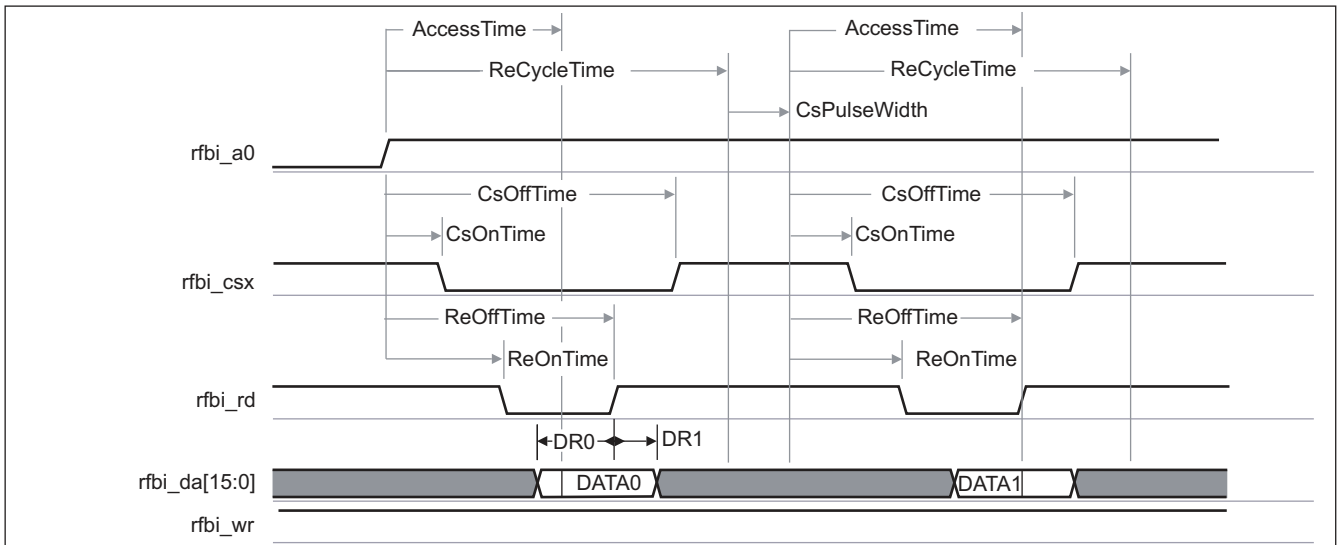 AccessTime AccessTime
ReCycleTime ReCycleTime
CsPulseWidth
rfbi_a0
CsOffTime CsOffTime
CsOnTime CsOnTime
rfbi_csx
ReOffTime ReOffTime
ReOnTime ReOnTime
rfbi_rd
DR0 DR1
rfbi_da[15:0] DATA0 DATA1
rfbi_wr